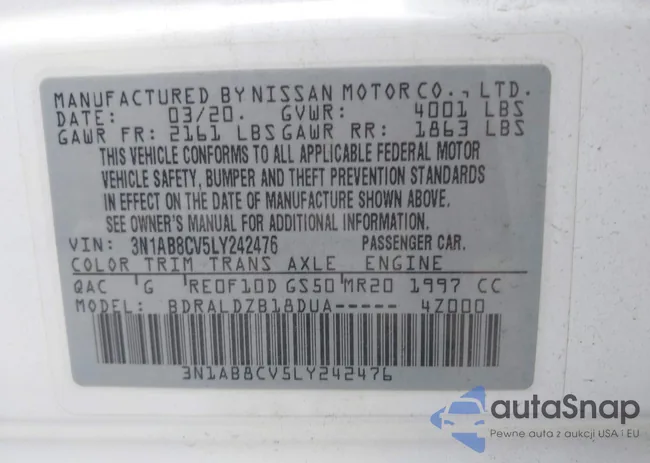 MANUFACTURED BY NISSAN MOTOR CO., LTD.
DATE: 03/20. GVWR: 4001 LBS
GAWR FR: 2161 LBS GAWR RR: 1863 LBS
THIS VEHICLE CONFORMS TO ALL APPLICABLE FEDERAL MOTOR
VEHICLE SAFETY, BUMPER AND THEFT PREVENTION STANDARDS
IN EFFECT ON THE DATE OF MANUFACTURE SHOWN ABOVE.
SEE OWNER'S MANUAL FOR ADDITIONAL INFORMATION.
VIN: 3N1AB8CV5LY242476 PASSENGER CAR.
COLOR TRIM TRANS AXLE ENGINE
QAC G RE0F10D GS50 MR20 1997 CC
MODEL: BDRALDZB18DUA----- 4Z000
3N1AB8CV5LY242476
autaSnap
Pewne auto z aukcji USA i EU